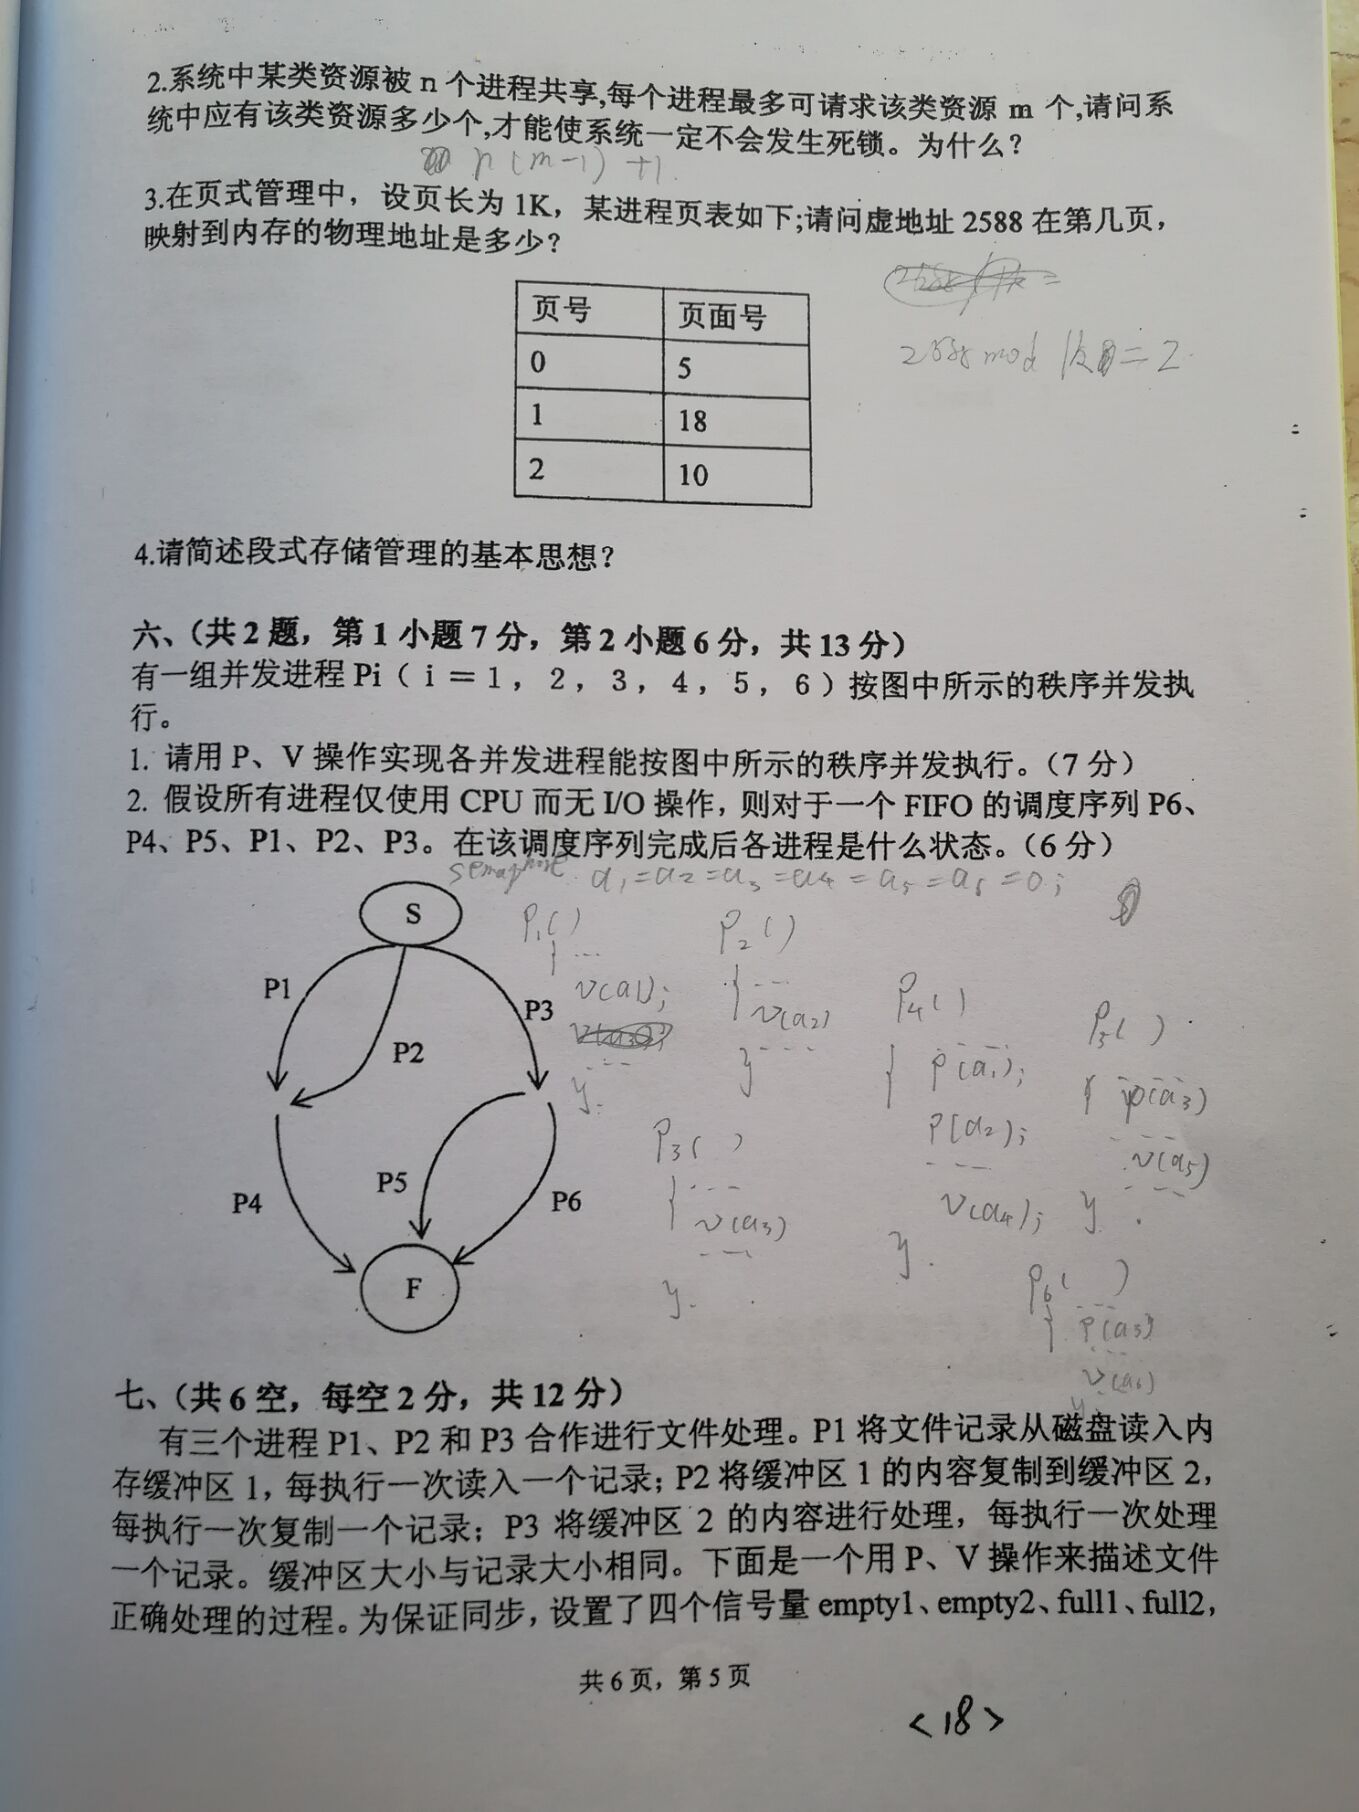 2.系统中某类资源被 n 个进程共享,每个进程最多可请求该类资源 m 个,请问系
统中应有该类资源多少个,才能使系统一定不会发生死锁。为什么?
n(m-1)+1.
3.在页式管理中，设页长为 1K，某进程页表如下;请问虚地址 2588 在第几页，
映射到内存的物理地址是多少?
页号 页面号
0 5
1 18
2 10
2588 mod 1k = 2.
4.请简述段式存储管理的基本思想?
六、（共 2 题，第 1 小题 7 分，第 2 小题 6 分，共 13 分）
有一组并发进程 Pi（ i ＝ 1 ，2 ，3 ，4 ，5 ，6 ）按图中所示的秩序并发执
行。
1. 请用 P、V 操作实现各并发进程能按图中所示的秩序并发执行。（7 分）
2. 假设所有进程仅使用 CPU 而无 I/O 操作，则对于一个 FIFO 的调度序列 P6、
P4、P5、P1、P2、P3。在该调度序列完成后各进程是什么状态。（6 分）
semaphore a1=a2=a3=a4=a5=a6=0;
S
P1
P2
P3
P4
P5
P6
F
P1()
{ ...
v(a1);
---
}.
P2()
{ ---
v(a2)
---
}
P3( )
{ ---
v(a3)
---
}.
P4()
{ ---
P(a1);
P(a2);
---
v(a4);
}.
P5( )
{ ---
p(a3)
---
v(a5)
---
}
P6( )
{ ---
P(a3)
---
v(a6)
}
七、（共 6 空，每空 2 分，共 12 分）
有三个进程 P1、P2 和 P3 合作进行文件处理。P1 将文件记录从磁盘读入内
存缓冲区 1，每执行一次读入一个记录；P2 将缓冲区 1 的内容复制到缓冲区 2，
每执行一次复制一个记录；P3 将缓冲区 2 的内容进行处理，每执行一次处理
一个记录。缓冲区大小与记录大小相同。下面是一个用 P、V 操作来描述文件
正确处理的过程。为保证同步，设置了四个信号量 empty1、empty2、full1、full2，
共 6 页，第 5 页
<18>